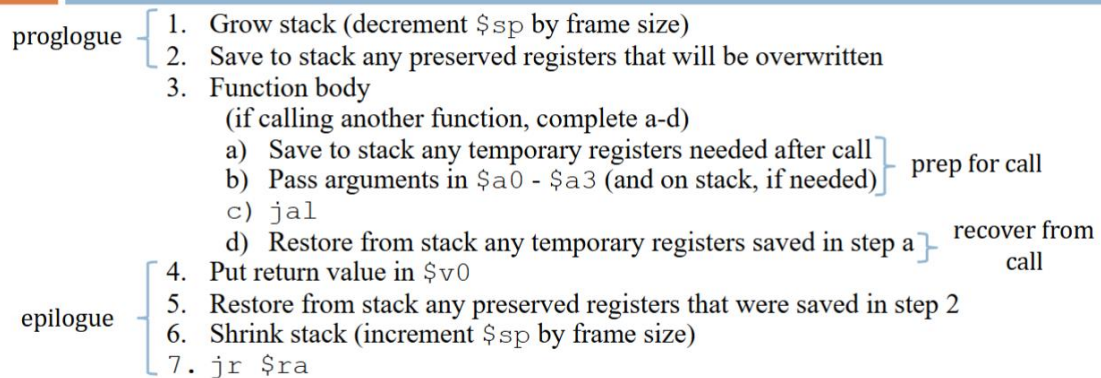 proglogue
1. Grow stack (decrement $sp by frame size)
2. Save to stack any preserved registers that will be overwritten
3. Function body
(if calling another function, complete a-d)
a) Save to stack any temporary registers needed after call
b) Pass arguments in $a0 - $a3 (and on stack, if needed)
prep for call
c) jal
d) Restore from stack any temporary registers saved in step a
recover from
call
epilogue
4. Put return value in $v0
5. Restore from stack any preserved registers that were saved in step 2
6. Shrink stack (increment $sp by frame size)
7. jr $ra